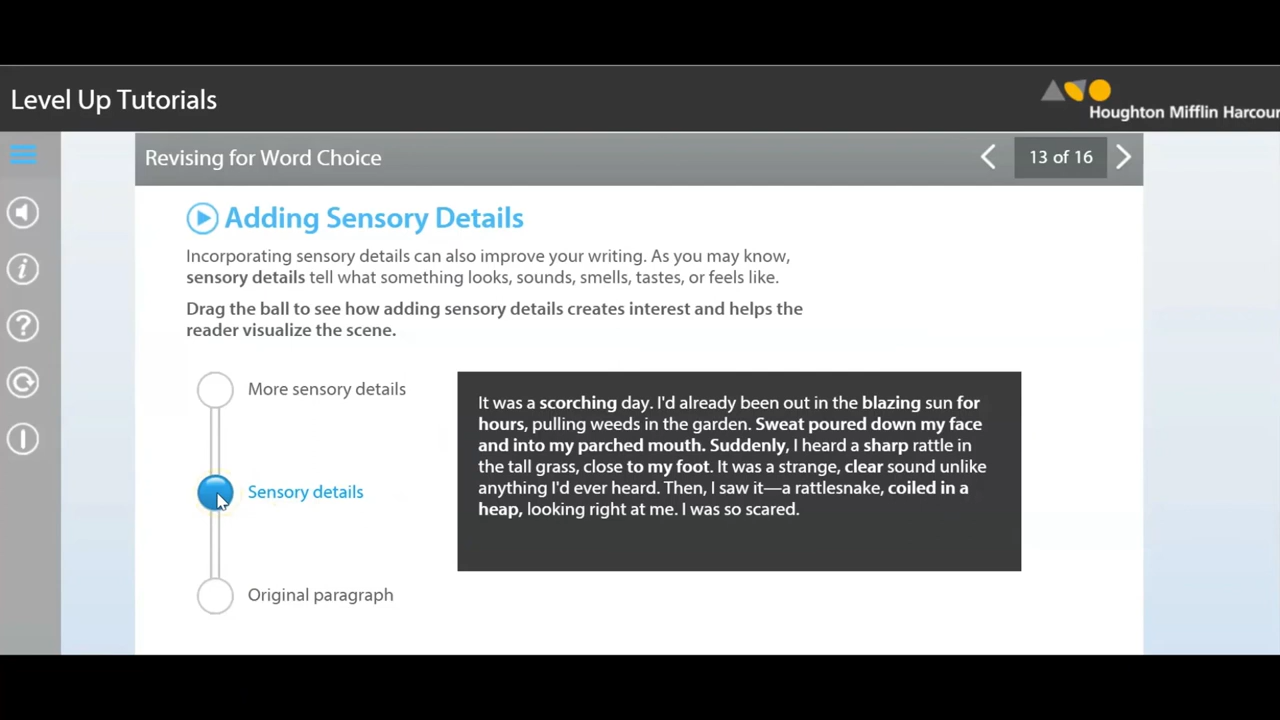 Level Up Tutorials
Houghton Mifflin Harcour
Revising for Word Choice
13 of 16
Adding Sensory Details
Incorporating sensory details can also improve your writing. As you may know,
sensory details tell what something looks, sounds, smells, tastes, or feels like.
Drag the ball to see how adding sensory details creates interest and helps the
reader visualize the scene.
More sensory details
Sensory details
Original paragraph
It was a scorching day. I'd already been out in the blazing sun for
hours, pulling weeds in the garden. Sweat poured down my face
and into my parched mouth. Suddenly, I heard a sharp rattle in
the tall grass, close to my foot. It was a strange, clear sound unlike
anything I'd ever heard. Then, I saw it—a rattlesnake, coiled in a
heap, looking right at me. I was so scared.